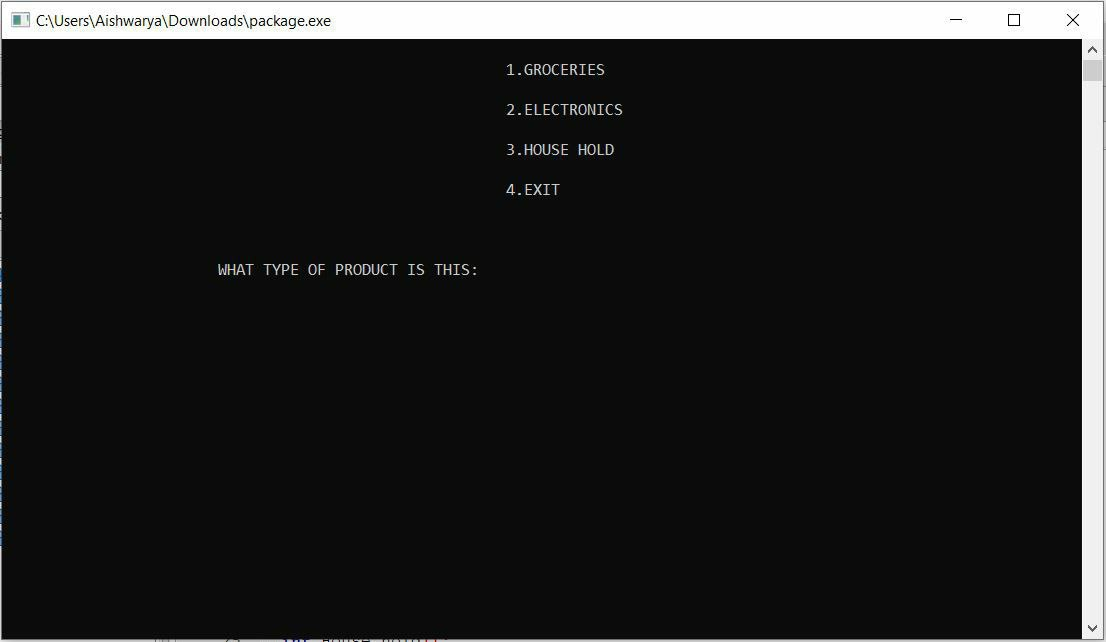 C:\Users\Aishwarya\Downloads\package.exe
1.GROCERIES
2.ELECTRONICS
3.HOUSE HOLD
4.EXIT
WHAT TYPE OF PRODUCT IS THIS: